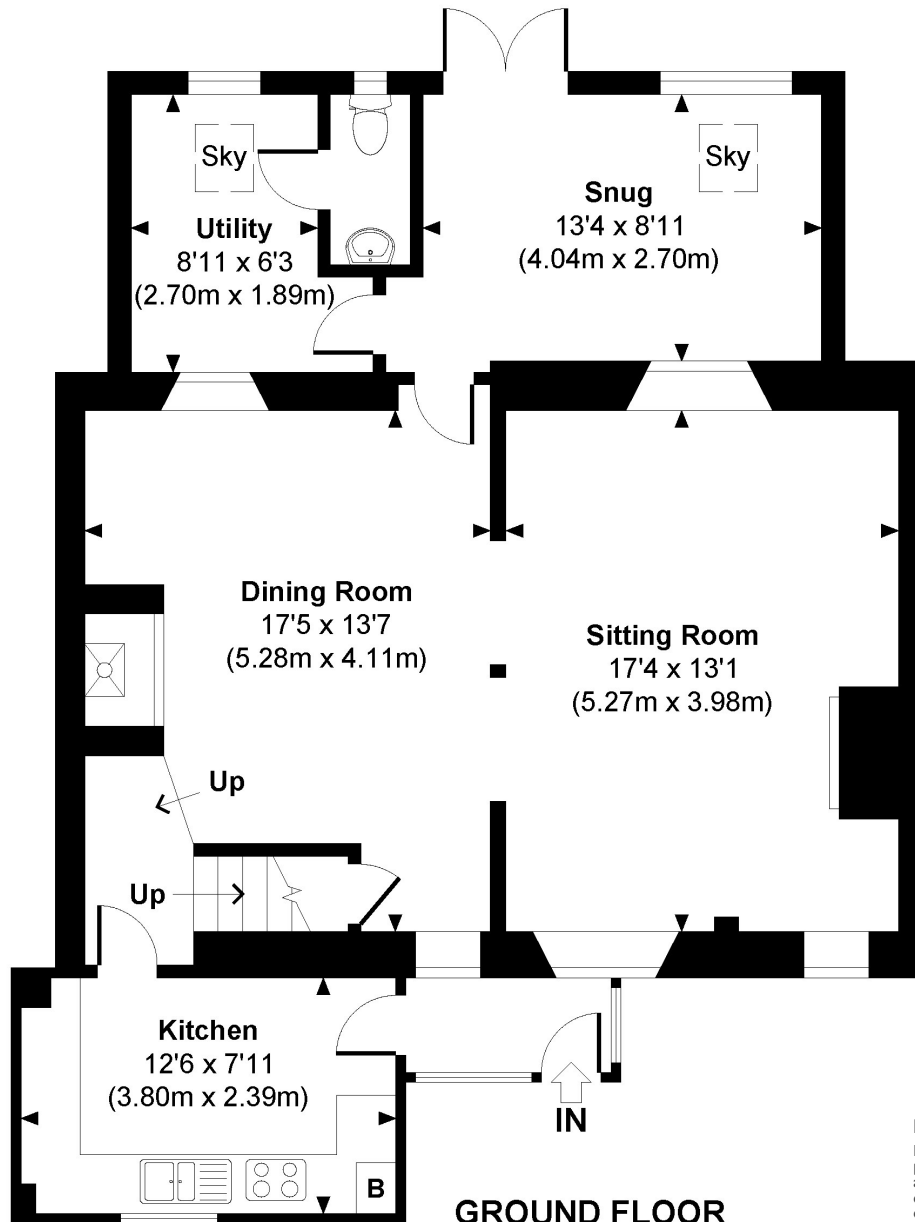 Sky
Sky
Utility
8'11 x 6'3
(2.70m x 1.89m)
Snug
13'4 x 8'11
(4.04m x 2.70m)
Dining Room
17'5 x 13'7
(5.28m x 4.11m)
Sitting Room
17'4 x 13'1
(5.27m x 3.98m)
Up
Up
Kitchen
12'6 x 7'11
(3.80m x 2.39m)
B
IN
GROUND FLOOR